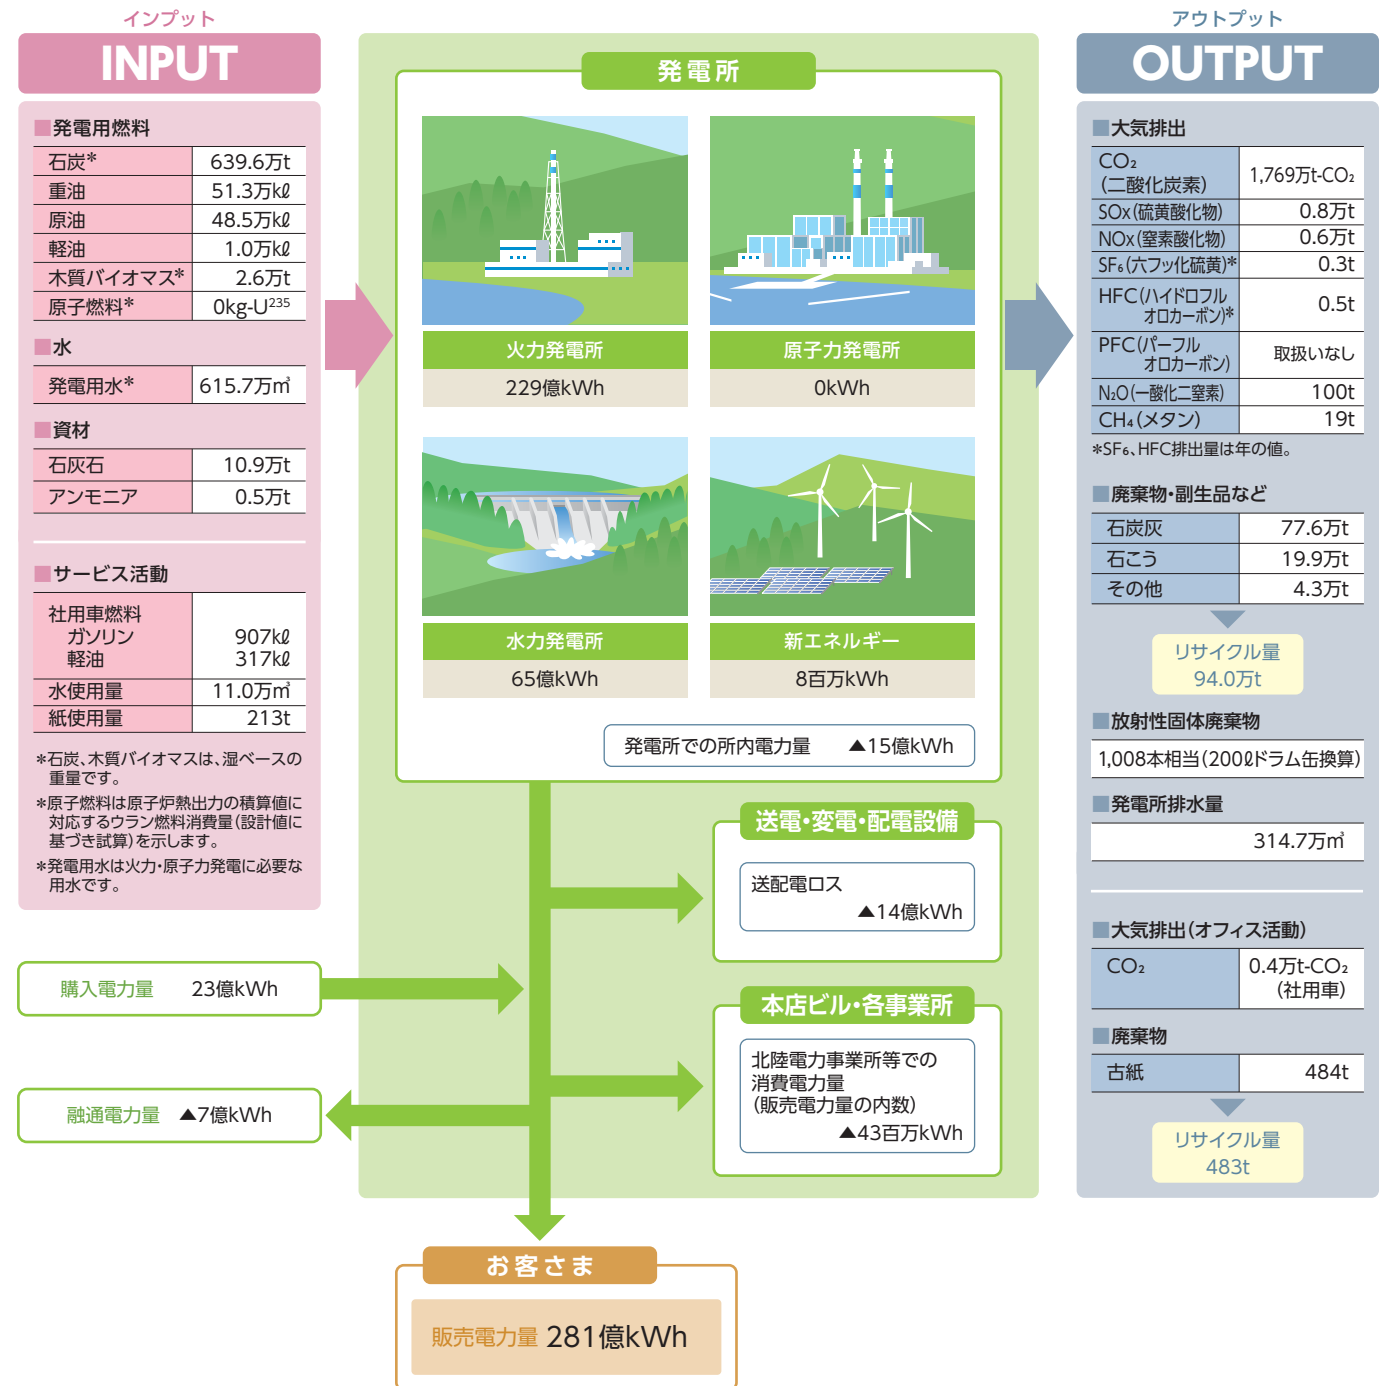 インプット
INPUT
■発電用燃料
石炭* 639.6万t
重油 51.3万kℓ
原油 48.5万kℓ
軽油 1.0万kℓ
木質バイオマス* 2.6万t
原子燃料* 0kg-U²³⁵
■水
発電用水* 615.7万㎥
■資材
石灰石 10.9万t
アンモニア 0.5万t
■サービス活動
社用車燃料
ガソリン 907kℓ
軽油 317kℓ
水使用量 11.0万㎥
紙使用量 213t
*石炭、木質バイオマスは、湿ベースの
重量です。
*原子燃料は原子炉熱出力の積算値に
対応するウラン燃料消費量(設計値に
基づき試算)を示します。
*発電用水は火力・原子力発電に必要な
用水です。
購入電力量 23億kWh
融通電力量 ▲7億kWh
発電所
火力発電所
229億kWh
原子力発電所
0kWh
水力発電所
65億kWh
新エネルギー
8百万kWh
発電所での所内電力量 ▲15億kWh
送電・変電・配電設備
送配電ロス
▲14億kWh
本店ビル・各事業所
北陸電力事業所等での
消費電力量
(販売電力量の内数)
▲43百万kWh
お客さま
販売電力量 281億kWh
アウトプット
OUTPUT
■大気排出
CO₂
(二酸化炭素) 1,769万t-CO₂
SOx(硫黄酸化物) 0.8万t
NOx(窒素酸化物) 0.6万t
SF₆(六フッ化硫黄)* 0.3t
HFC(ハイドロフル
オロカーボン)* 0.5t
PFC(パーフル
オロカーボン) 取扱いなし
N₂O(一酸化二窒素) 100t
CH₄(メタン) 19t
*SF₆、HFC排出量は年の値。
■廃棄物・副生品など
石炭灰 77.6万t
石こう 19.9万t
その他 4.3万t
リサイクル量
94.0万t
■放射性固体廃棄物
1,008本相当(200ℓドラム缶換算)
■発電所排水量
314.7万㎥
■大気排出(オフィス活動)
CO₂ 0.4万t-CO₂
(社用車)
■廃棄物
古紙 484t
リサイクル量
483t